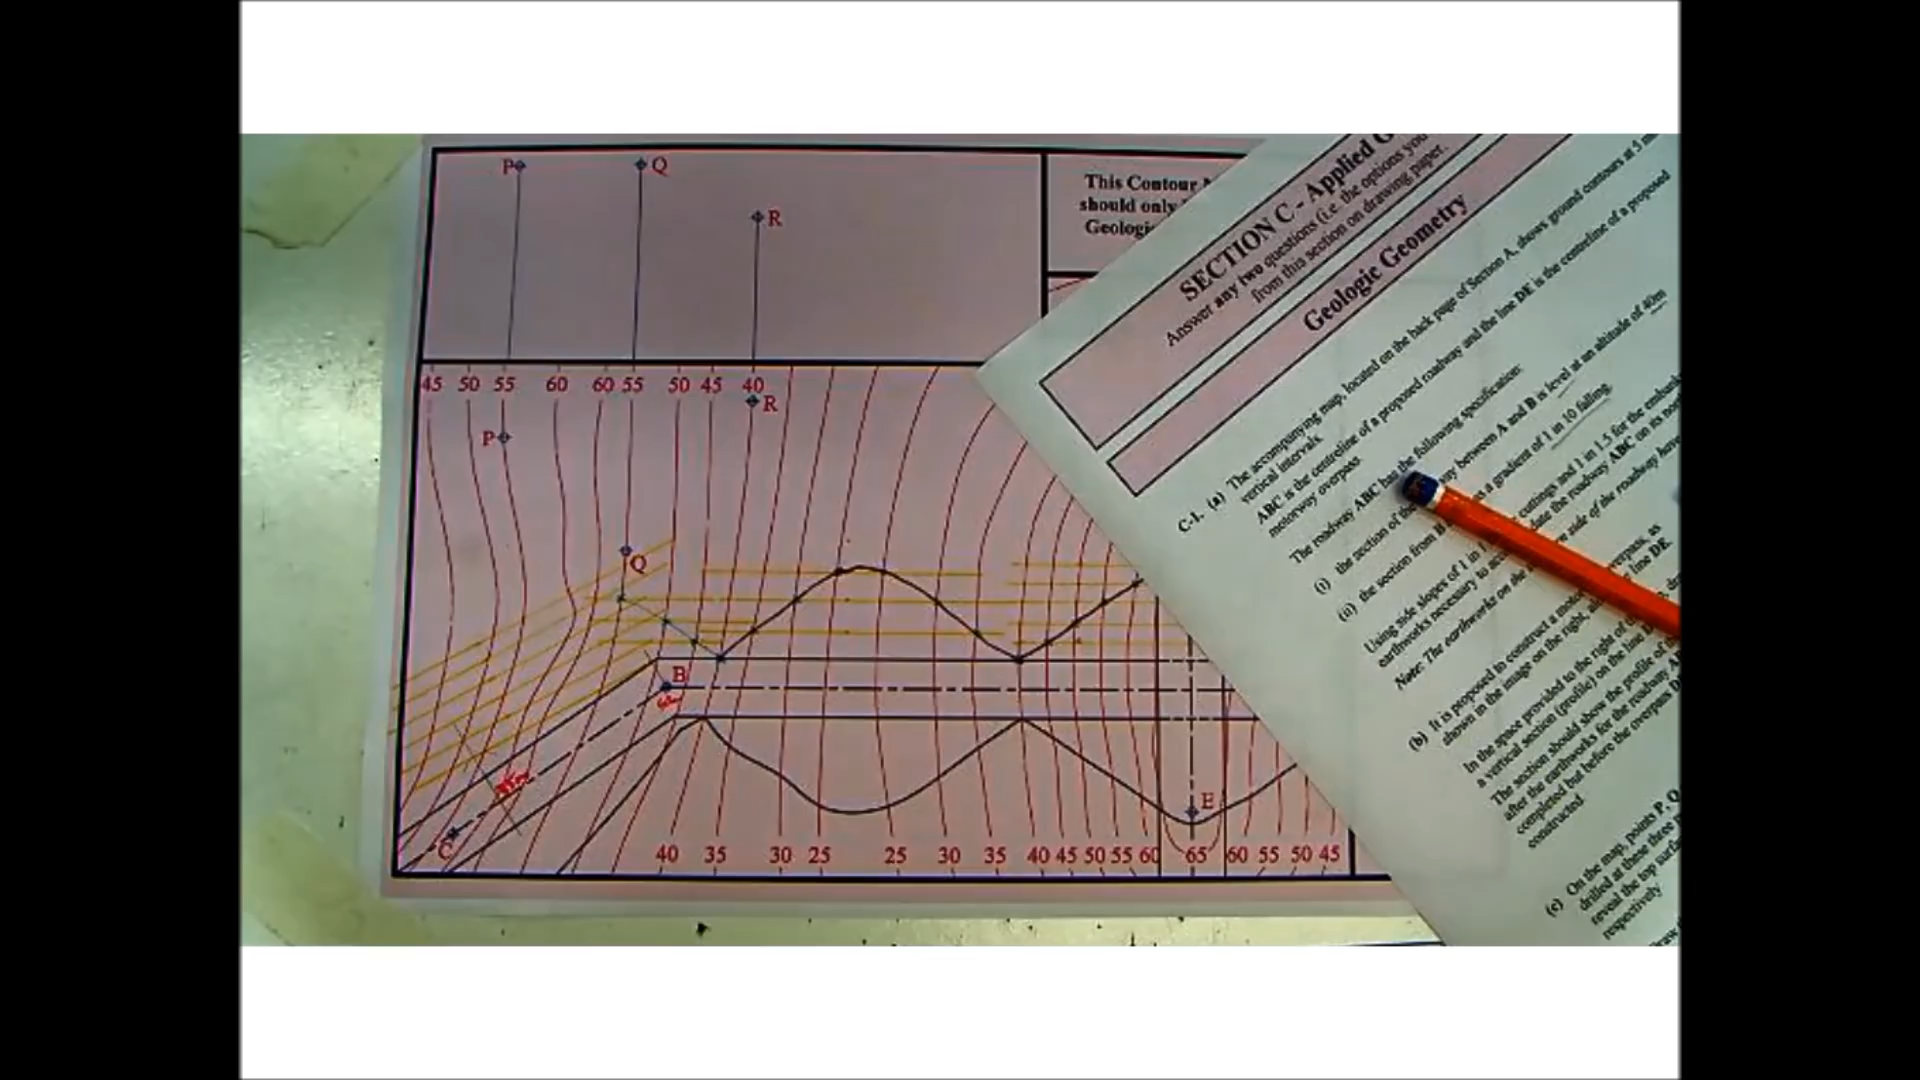 P
Q
R
This Contour
should only
45 50 55 60 60 55 50 45 40
R
P
Q
B
C
E
40 35 30 25 25 30 35 40 45 50 55 60 65 60 55 50 45
SECTION C - Applied
Answer any two questions (i.e. the options you
from this section on drawing paper.
Geologic Geometry
C-1. (a) The accompanying map, located on the back page of Section A, shows ground contours at 5
vertical intervals.
ABC is the centreline of a proposed roadway and the line DE is the centreline of a proposed
motorway overpass.
The roadway ABC has the following specification:
(i) the section of the between A and B is level at an altitude of 40m
(ii) the section from B as a gradient of 1 in 10 falling.
Using side slopes of 1 in cuttings and 1 in 1.5 for the
earthworks necessary to the roadway ABC on its
Note: The earthworks on the side of the roadway have
(b) It is proposed to construct a overpass, as
shown in the image on the right, line DE.
In the space provided to the right of
a vertical section (profile) on the line
The section should show the profile of
after the earthworks for the roadway
completed but before the overpass
constructed.
(c) On the map, points P, Q
drilled at these three
reveal the top
respectively